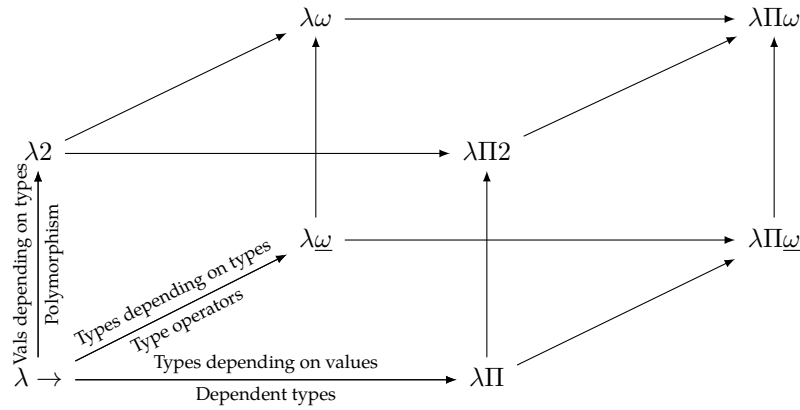 λω
λΠω
λ2
λΠ2
Vals depending on types
Polymorphism
λω̲
λΠω̲
Types depending on types
Type operators
Types depending on values
λ →
λΠ
Dependent types